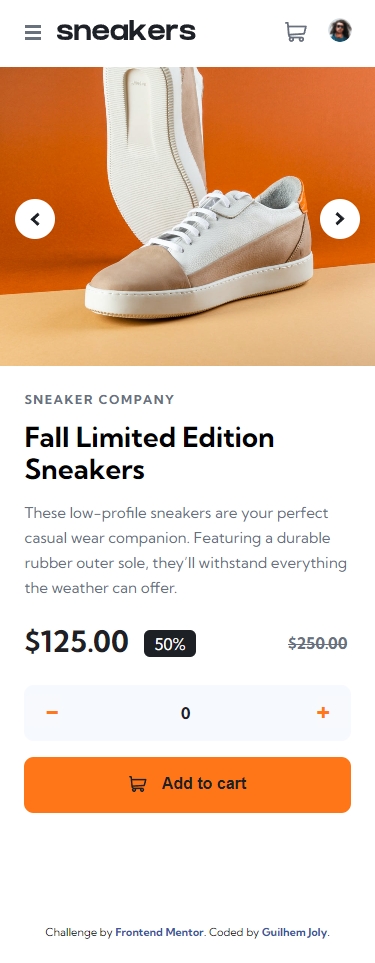 sneakers
SNEAKER COMPANY
Fall Limited Edition
Sneakers
These low-profile sneakers are your perfect
casual wear companion. Featuring a durable
rubber outer sole, they’ll withstand everything
the weather can offer.
$125.00 50% $250.00
− 0 +
Add to cart
Challenge by Frontend Mentor. Coded by Guilhem Joly.